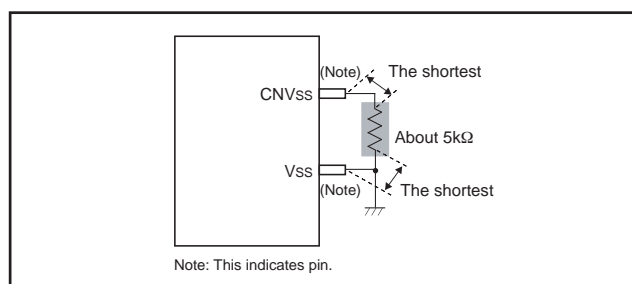 (Note)
The shortest
CNVSS
About 5kΩ
VSS
(Note)
The shortest
Note: This indicates pin.